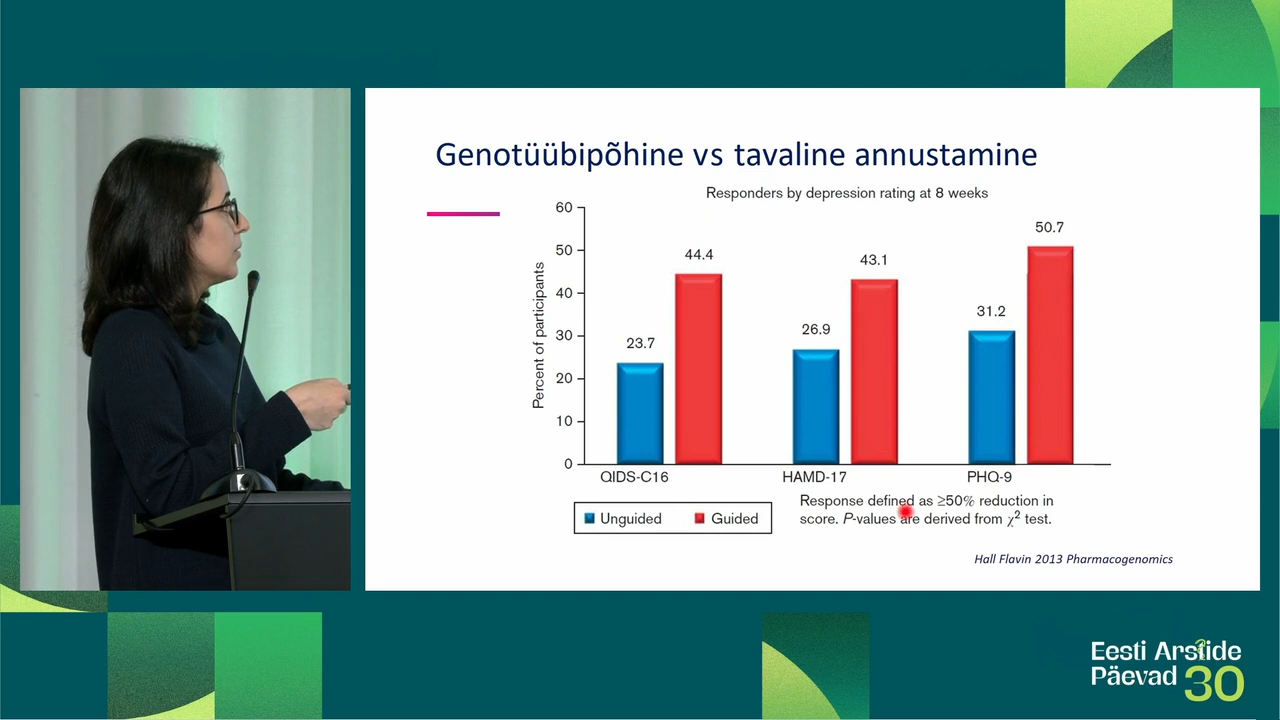 Genotüübipõhine vs tavaline annustamine
Responders by depression rating at 8 weeks
Percent of participants
60
50
40
30
20
10
0
23.7
44.4
26.9
43.1
31.2
50.7
QIDS-C16
HAMD-17
PHQ-9
Unguided
Guided
Response defined as ≥50% reduction in
score. P-values are derived from χ² test.
Hall Flavin 2013 Pharmacogenomics
Eesti Arstide
Päevad 30